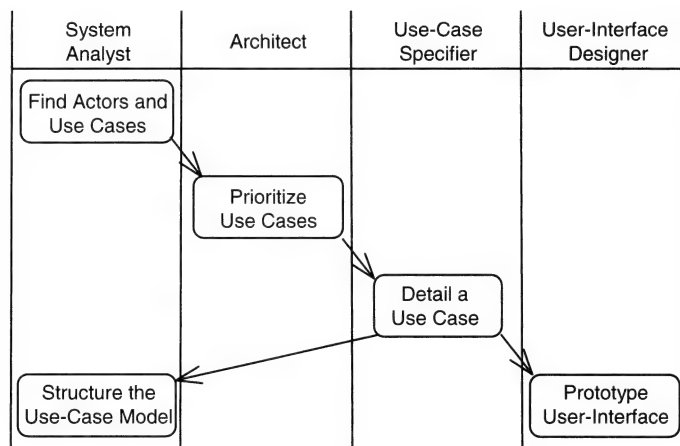 System
Analyst
Architect
Use-Case
Specifier
User-Interface
Designer
Find Actors and
Use Cases
Prioritize
Use Cases
Detail a
Use Case
Structure the
Use-Case Model
Prototype
User-Interface